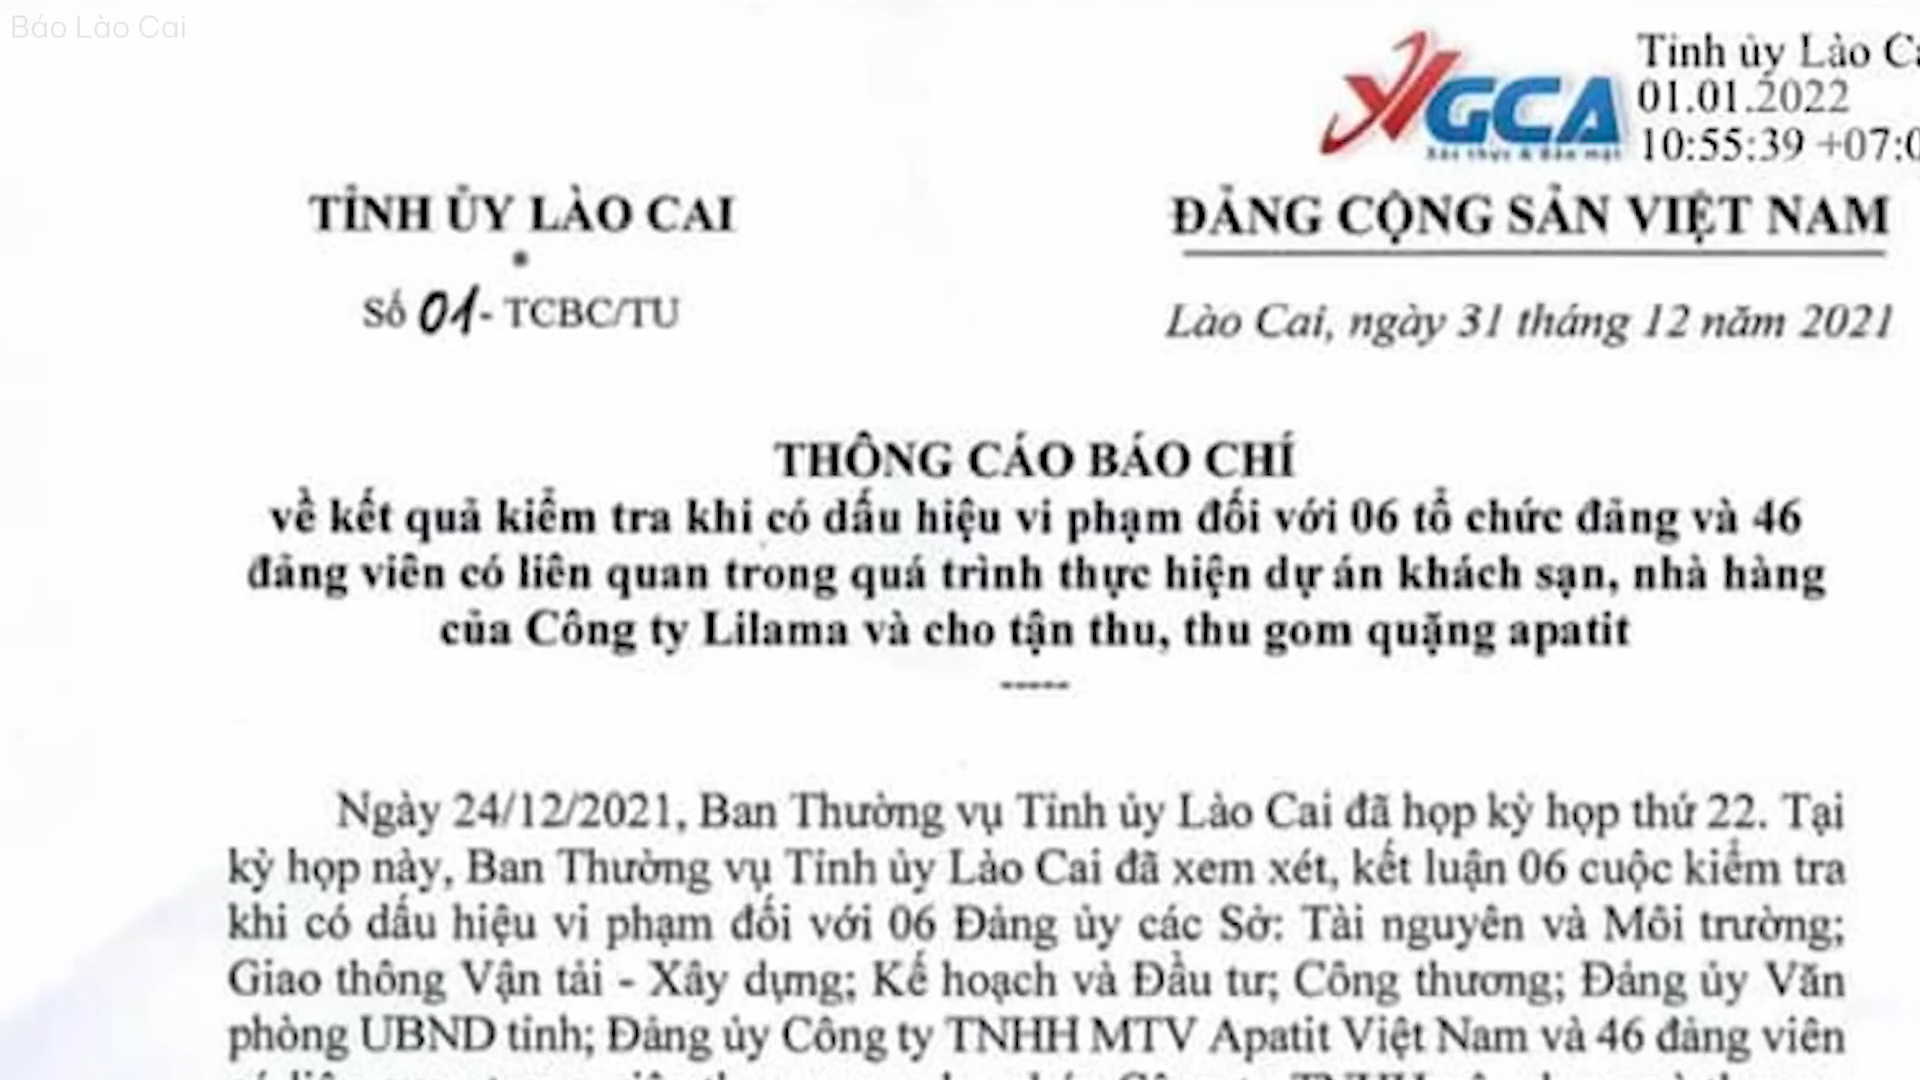 Báo Lào Cai
Tỉnh ủy Lào
01.01.2022
10:55:39
VGCA
Xác thực & Bảo mật
TỈNH ỦY LÀO CAI
ĐẢNG CỘNG SẢN VIỆT NAM
*
Số 01- TCBC/TU
Lào Cai, ngày 31 tháng 12 năm 2021
THÔNG CÁO BÁO CHÍ
về kết quả kiểm tra khi có dấu hiệu vi phạm đối với 06 tổ chức đảng và 46
đảng viên có liên quan trong quá trình thực hiện dự án khách sạn, nhà hàng
của Công ty Lilama và cho tận thu, thu gom quặng apatit
-----
Ngày 24/12/2021, Ban Thường vụ Tỉnh ủy Lào Cai đã họp kỳ họp thứ 22. Tại
kỳ họp này, Ban Thường vụ Tỉnh ủy Lào Cai đã xem xét, kết luận 06 cuộc kiểm tra
khi có dấu hiệu vi phạm đối với 06 Đảng ủy các Sở: Tài nguyên và Môi trường;
Giao thông Vận tải - Xây dựng; Kế hoạch và Đầu tư; Công thương; Đảng ủy Văn
phòng UBND tỉnh; Đảng ủy Công ty TNHH MTV Apatit Việt Nam và 46 đảng viên